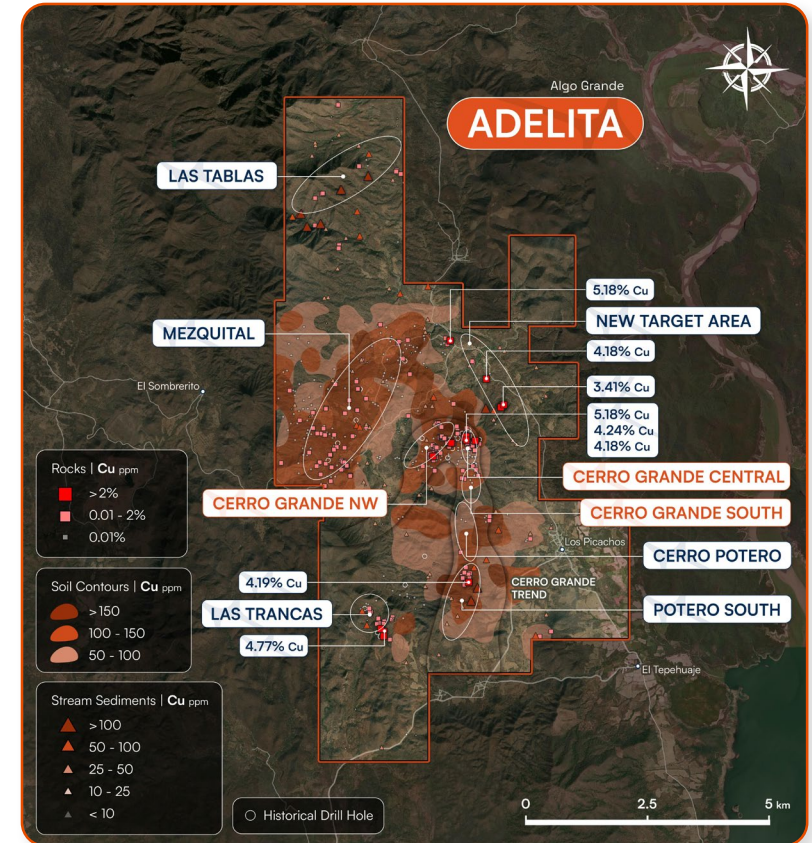 Algo Grande
ADELITA
LAS TABLAS
5.18% Cu
NEW TARGET AREA
MEZQUITAL
4.18% Cu
El Sombrerito
3.41% Cu
5.18% Cu
4.24% Cu
4.18% Cu
Rocks | Cu ppm
>2%
0.01 - 2%
0.01%
CERRO GRANDE CENTRAL
CERRO GRANDE NW
CERRO GRANDE SOUTH
Los Picachos
CERRO POTERO
Soil Contours | Cu ppm
>150
100 - 150
50 - 100
4.19% Cu
CERRO GRANDE
TREND
LAS TRANCAS
POTERO SOUTH
4.77% Cu
El Tepehuaje
Stream Sediments | Cu ppm
>100
50 - 100
25 - 50
10 - 25
< 10
Historical Drill Hole
0 2.5 5 km